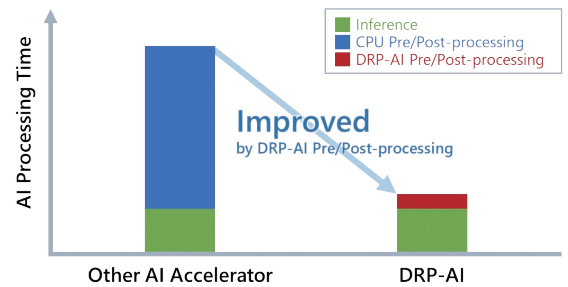 Inference
CPU Pre/Post-processing
DRP-AI Pre/Post-processing
AI Processing Time
Improved
by DRP-AI Pre/Post-processing
Other AI Accelerator
DRP-AI